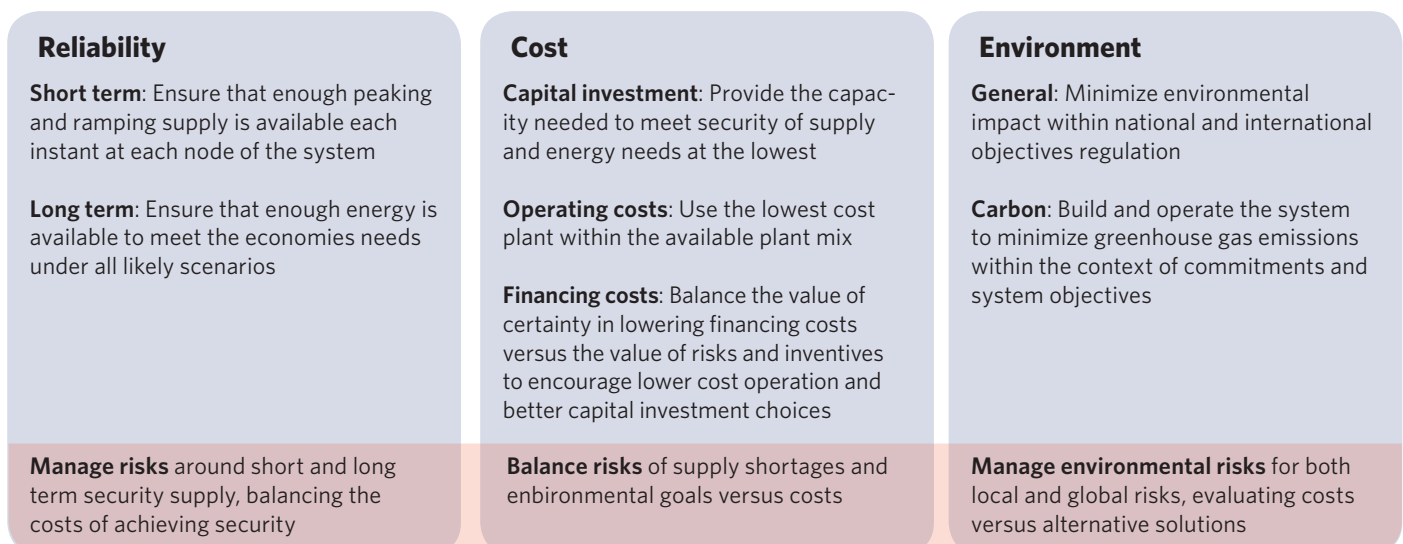 Reliability
Short term: Ensure that enough peaking
and ramping supply is available each
instant at each node of the system
Long term: Ensure that enough energy is
available to meet the economies needs
under all likely scenarios
Manage risks around short and long
term security supply, balancing the
costs of achieving security
Cost
Capital investment: Provide the capac-
ity needed to meet security of supply
and energy needs at the lowest
Operating costs: Use the lowest cost
plant within the available plant mix
Financing costs: Balance the value of
certainty in lowering financing costs
versus the value of risks and inventives
to encourage lower cost operation and
better capital investment choices
Balance risks of supply shortages and
enbironmental goals versus costs
Environment
General: Minimize environmental
impact within national and international
objectives regulation
Carbon: Build and operate the system
to minimize greenhouse gas emissions
within the context of commitments and
system objectives
Manage environmental risks for both
local and global risks, evaluating costs
versus alternative solutions